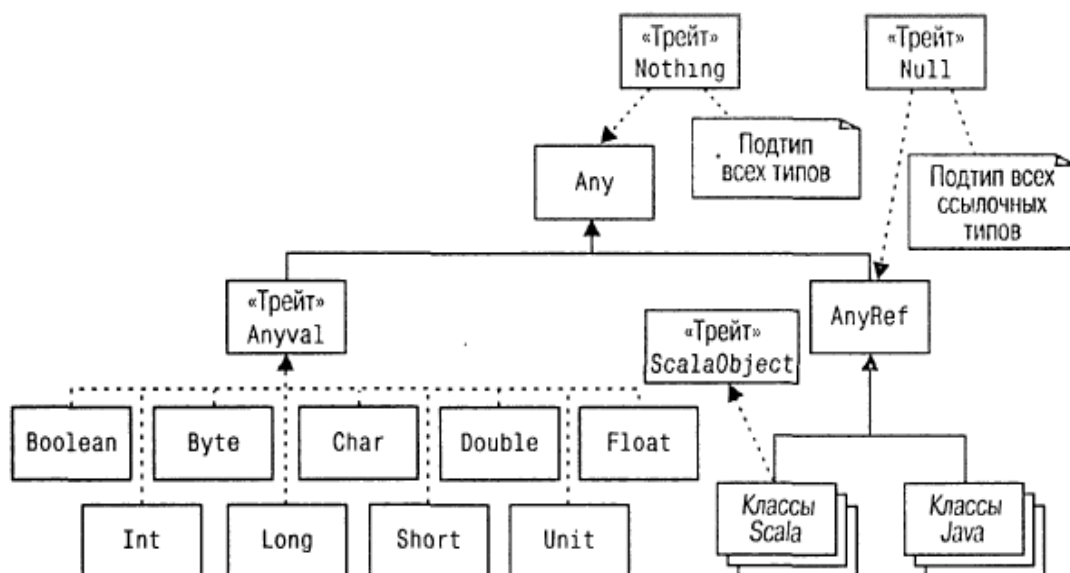 «Трейт»
Nothing
«Трейт»
Null
Any
Подтип
всех типов
Подтип всех
ссылочных
типов
«Трейт»
Anyval
«Трейт»
ScalaObject
AnyRef
Boolean
Byte
Char
Double
Float
Int
Long
Short
Unit
Классы
Scala
Классы
Java